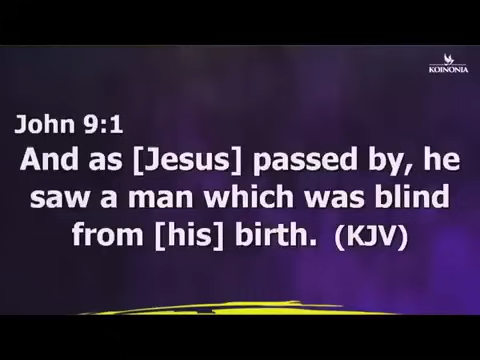 KOINONIA
John 9:1
And as [Jesus] passed by, he
saw a man which was blind
from [his] birth. (KJV)